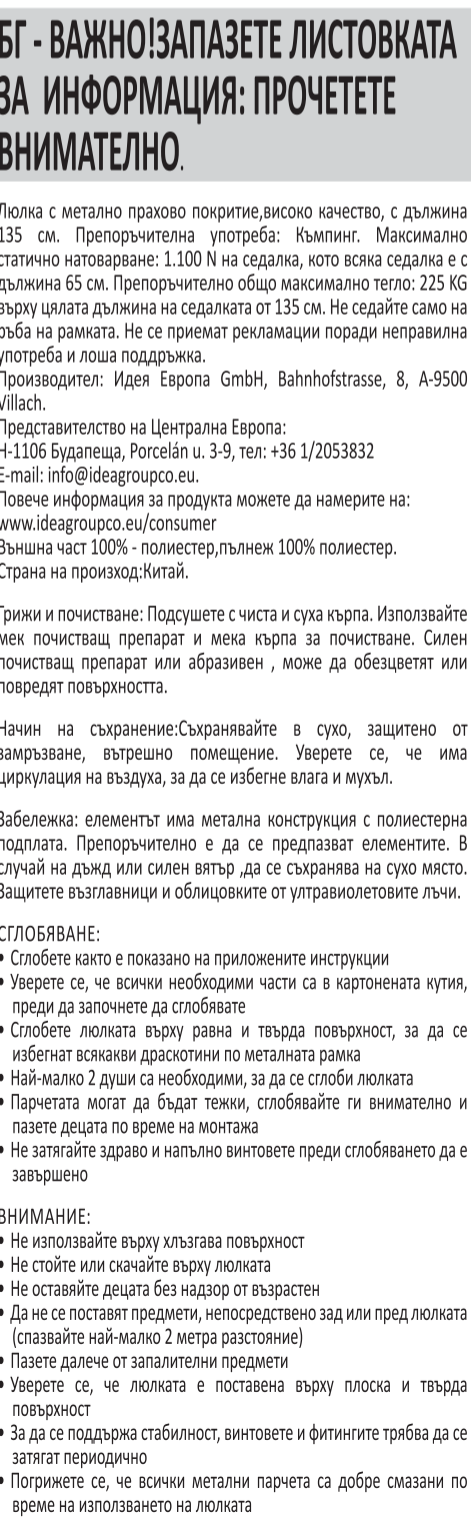 БГ - ВАЖНО!ЗАПАЗЕТЕ ЛИСТОВКАТА
ЗА ИНФОРМАЦИЯ: ПРОЧЕТЕТЕ
ВНИМАТЕЛНО.
Люлка с метално прахово покритие,високо качество, с дължина
135 см. Препоръчителна употреба: Къмпинг. Максимално
статично натоварване: 1.100 N на седалка, кото всяка седалка е с
дължина 65 см. Препоръчително общо максимално тегло: 225 KG
върху цялата дължина на седалката от 135 см. Не седайте само на
ръба на рамката. Не се приемат рекламации поради неправилна
употреба и лоша поддръжка.
Производител: Идея Европа GmbH, Bahnhofstrasse, 8, A-9500
Villach.
Представителство на Централна Европа:
H-1106 Будапеща, Porcelán u. 3-9, тел: +36 1/2053832
E-mail: info@ideagroupco.eu.
Повече информация за продукта можете да намерите на:
www.ideagroupco.eu/consumer
Външна част 100% - полиестер,пълнеж 100% полиестер.
Страна на произход:Китай.
Грижи и почистване: Подсушете с чиста и суха кърпа. Използвайте
мек почистващ препарат и мека кърпа за почистване. Силен
почистващ препарат или абразивен , може да обезцветят или
повредят повърхността.
Начин на съхранение:Съхранявайте в сухо, защитено от
замръзване, вътрешно помещение. Уверете се, че има
циркулация на въздуха, за да се избегне влага и мухъл.
Забележка: елементът има метална конструкция с полиестерна
подплата. Препоръчително е да се предпазват елементите. В
случай на дъжд или силен вятър ,да се съхранява на сухо място.
Защитете възглавници и облицовките от ултравиолетовите лъчи.
СГЛОБЯВАНЕ:
• Сглобете както е показано на приложените инструкции
• Уверете се, че всички необходими части са в картонената кутия,
преди да започнете да сглобявате
• Сглобете люлката върху равна и твърда повърхност, за да се
избегнат всякакви драскотини по металната рамка
• Най-малко 2 души са необходими, за да се сглоби люлката
• Парчетата могат да бъдат тежки, сглобявайте ги внимателно и
пазете децата по време на монтажа
• Не затягайте здраво и напълно винтовете преди сглобяването да е
завършено
ВНИМАНИЕ:
• Не използвайте върху хлъзгава повърхност
• Не стойте или скачайте върху люлката
• Не оставяйте децата без надзор от възрастен
• Да не се поставят предмети, непосредствено зад или пред люлката
(спазвайте най-малко 2 метра разстояние)
• Пазете далече от запалителни предмети
• Уверете се, че люлката е поставена върху плоска и твърда
повърхност
• За да се поддържа стабилност, винтовете и фитингите трябва да се
затягат периодично
• Погрижете се, че всички метални парчета са добре смазани по
време на използването на люлката